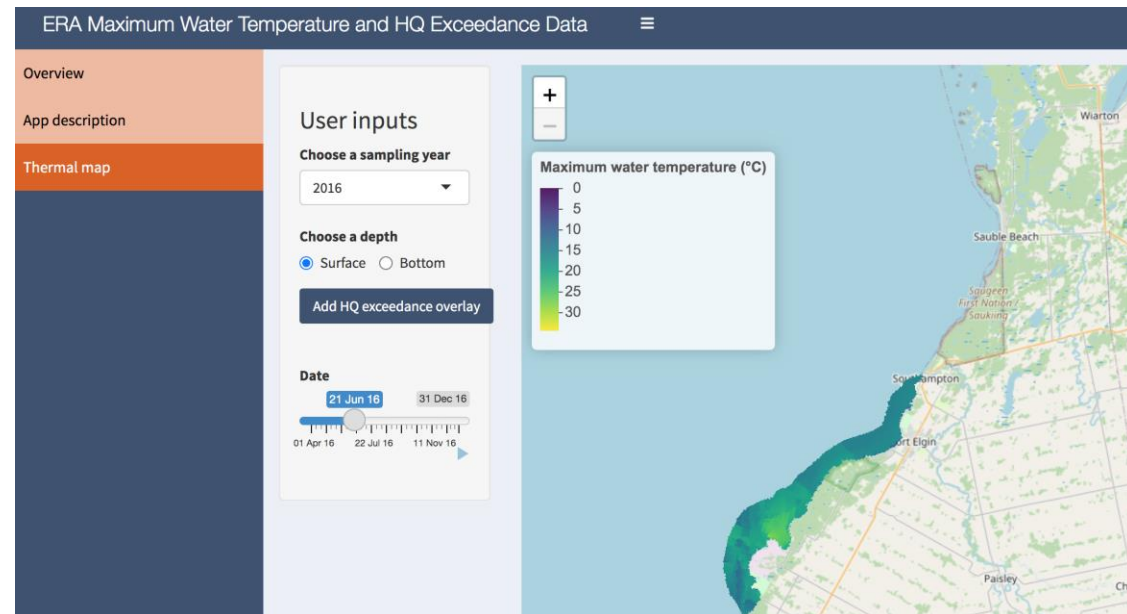 ERA Maximum Water Temperature and HQ Exceedance Data
Overview
App description
Thermal map
User inputs
Choose a sampling year
2016
Choose a depth
Surface
Bottom
Add HQ exceedance overlay
Date
21 Jun 16
31 Dec 16
01 Apr 16
22 Jul 16
11 Nov 16
+
−
Maximum water temperature (°C)
0
5
10
15
20
25
30
Wiarton
Sauble Beach
Saugeen
First Nation /
Saukiing
Southampton
ort Elgin
Paisley
Ch